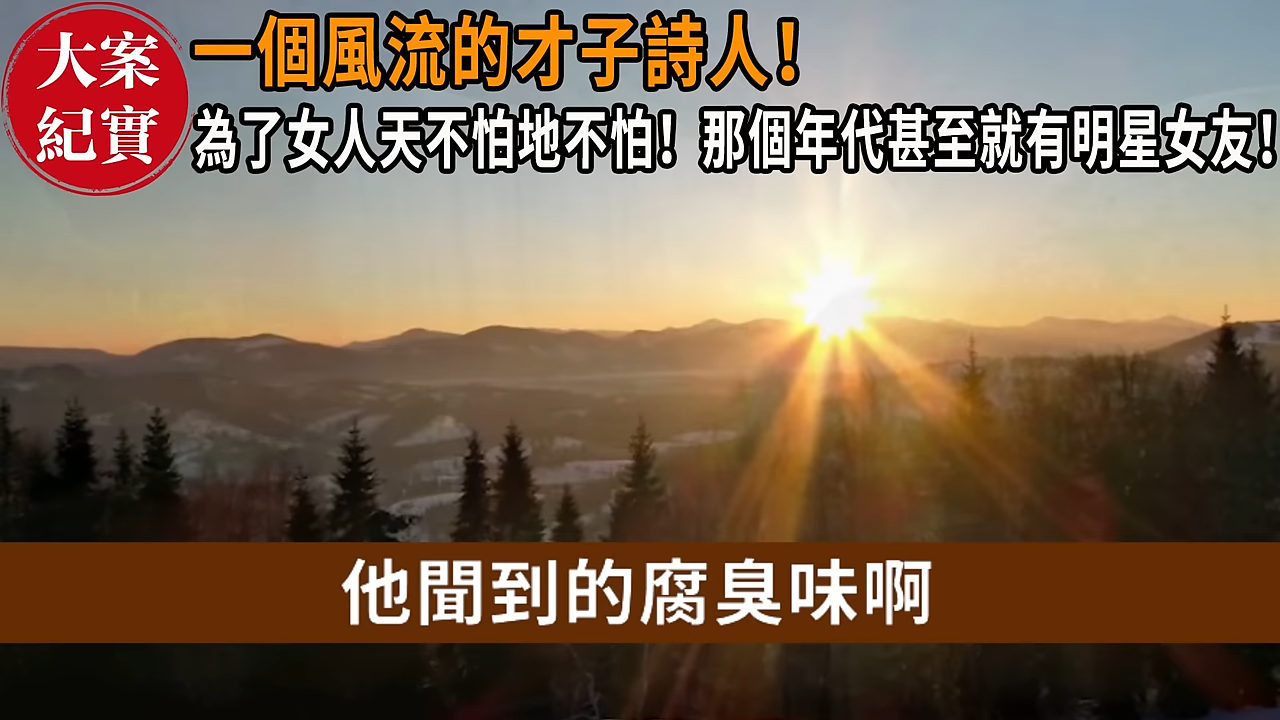 大案
紀實
一個風流的才子詩人！
為了女人天不怕地不怕！那個年代甚至就有明星女友！
他聞到的腐臭味啊